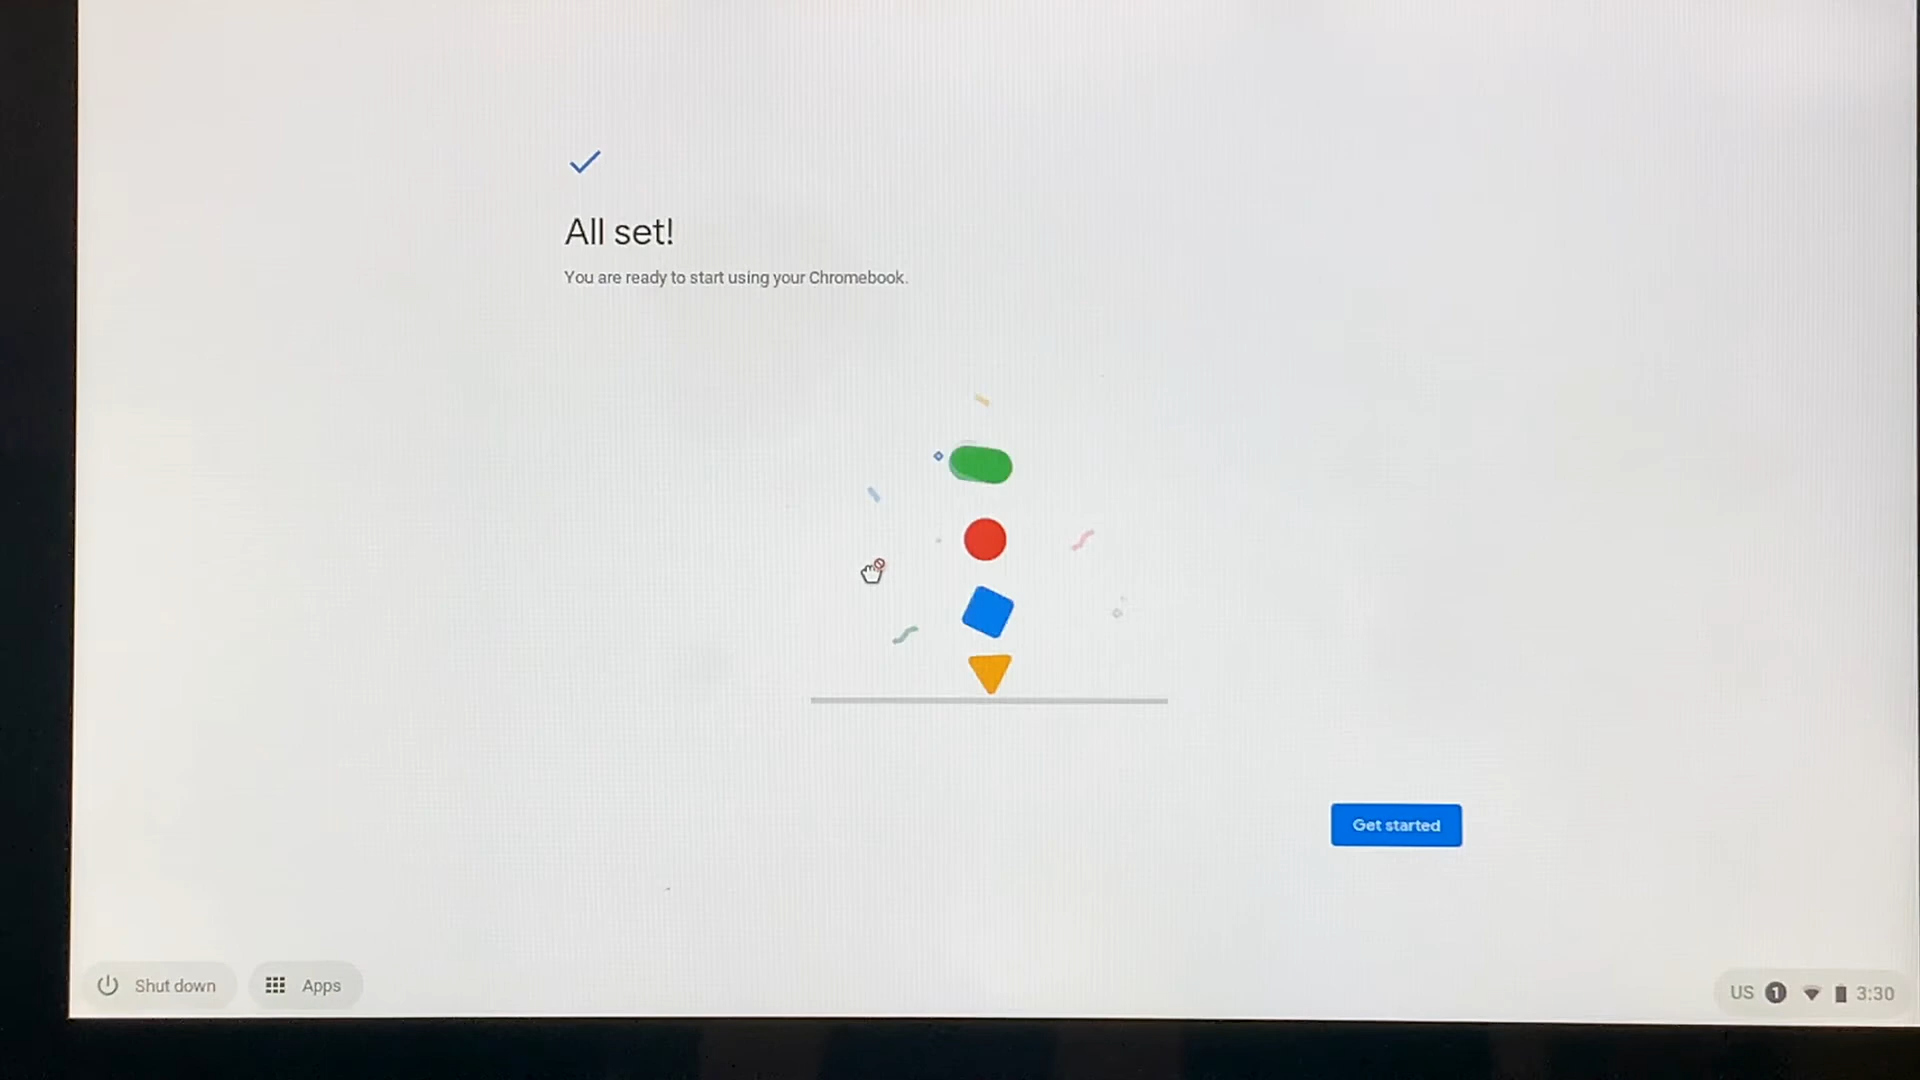 All set!
You are ready to start using your Chromebook.
Get started
Shut down
Apps
US 1 3:30